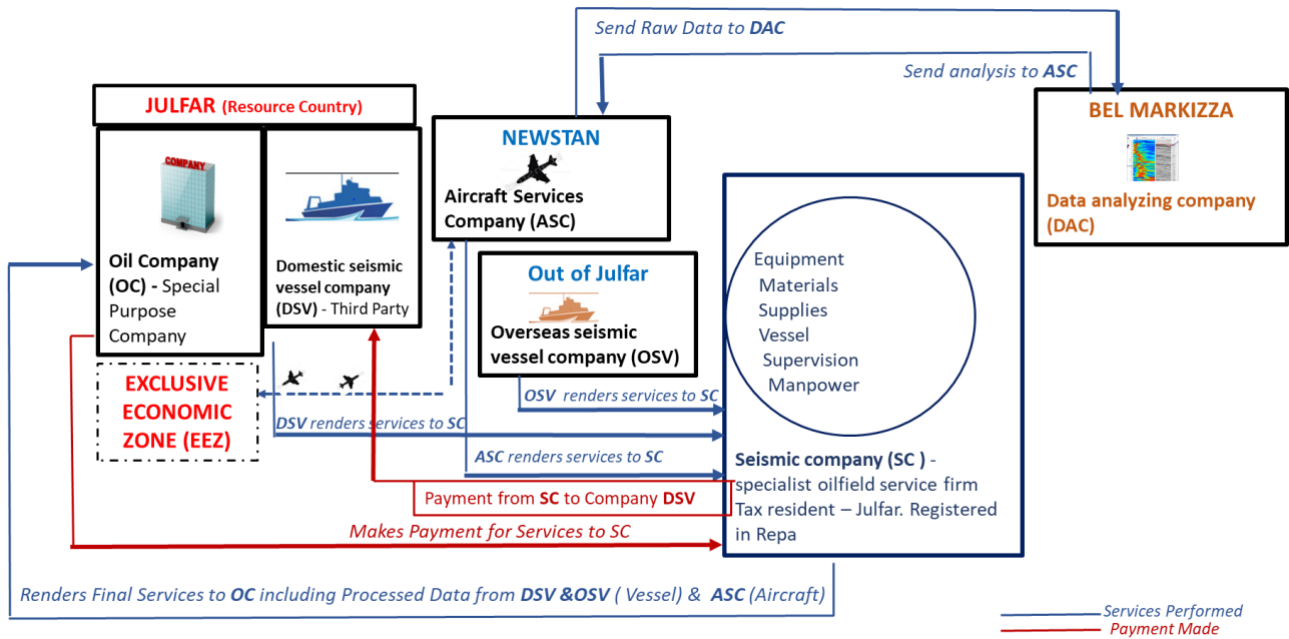 Send Raw Data to DAC
Send analysis to ASC
JULFAR (Resource Country)
COMPANY
Oil Company
(OC) - Special
Purpose
Company
Domestic seismic
vessel company
(DSV) - Third Party
NEWSTAN
Aircraft Services
Company (ASC)
Out of Julfar
Overseas seismic
vessel company (OSV)
BEL MARKIZZA
Data analyzing company
(DAC)
Equipment
Materials
Supplies
Vessel
Supervision
Manpower
EXCLUSIVE
ECONOMIC
ZONE (EEZ)
OSV renders services to SC
DSV renders services to SC
ASC renders services to SC
Seismic company (SC ) -
specialist oilfield service firm
Tax resident – Julfar. Registered
in Repa
Payment from SC to Company DSV
Makes Payment for Services to SC
Renders Final Services to OC including Processed Data from DSV &OSV ( Vessel) & ASC (Aircraft)
Services Performed
Payment Made